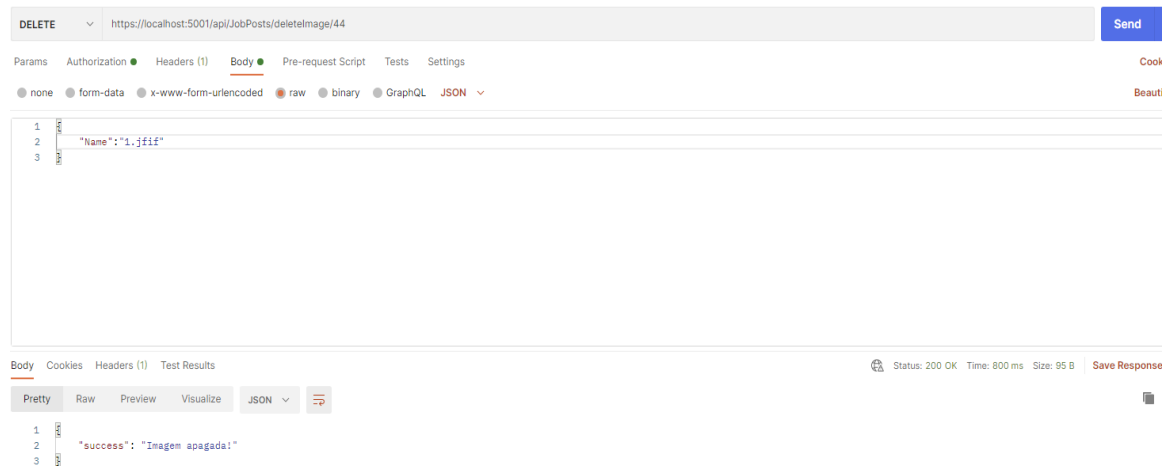 DELETE https://localhost:5001/api/JobPosts/deleteImage/44 Send
Params Authorization Headers (1) Body Pre-request Script Tests Settings Cook
none form-data x-www-form-urlencoded raw binary GraphQL JSON Beauti
1 {
2 "Name":"1.jfif"
3 }
Body Cookies Headers (1) Test Results Status: 200 OK Time: 800 ms Size: 95 B Save Response
Pretty Raw Preview Visualize JSON
1 {
2 "success": "Imagem apagada!"
3 }